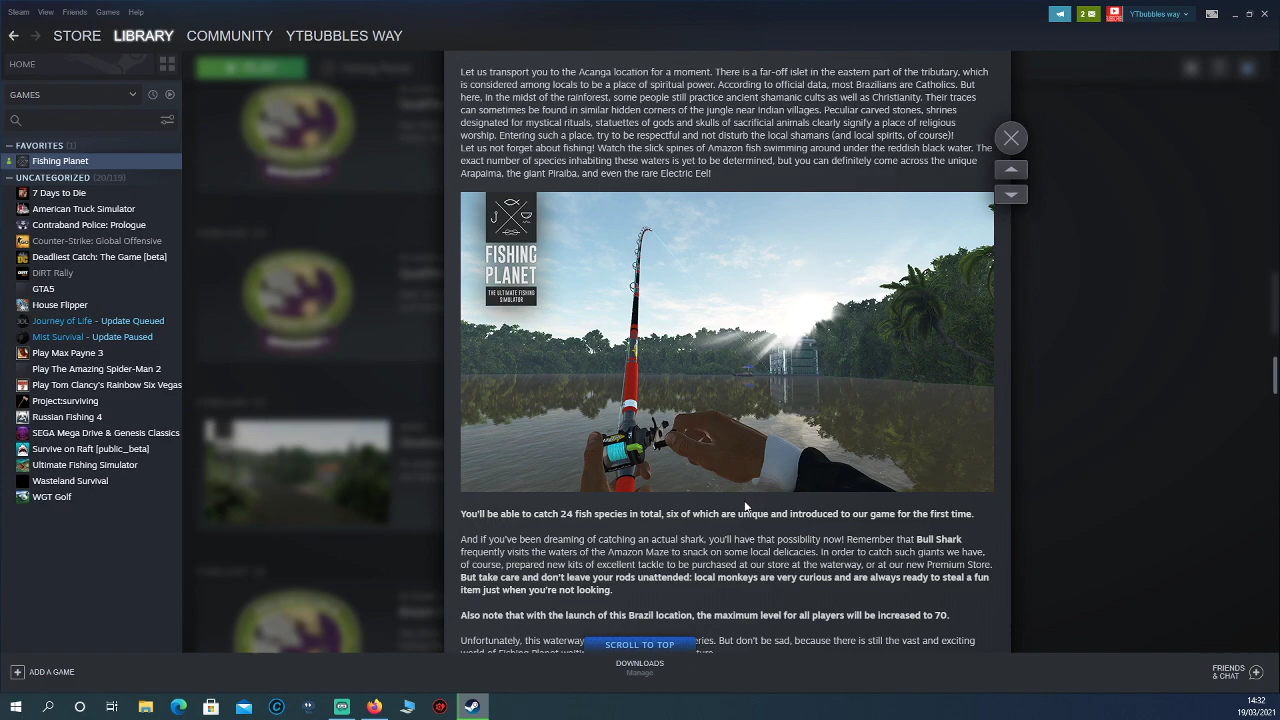 Steam View Friends Games Help
2
YTbubbles way
STORE LIBRARY COMMUNITY YTBUBBLES WAY
HOME
GAMES
FAVORITES (1)
Fishing Planet
UNCATEGORIZED (20/119)
7 Days to Die
American Truck Simulator
Contraband Police: Prologue
Counter-Strike: Global Offensive
Deadliest Catch: The Game [beta]
DIRT Rally
GTA5
House Flipper
Journey of Life - Update Queued
Mist Survival - Update Paused
Play Max Payne 3
Play The Amazing Spider-Man 2
Play Tom Clancy's Rainbow Six Vegas
Project:surviving
Russian Fishing 4
SEGA Mega Drive & Genesis Classics
Survive on Raft [public_beta]
Ultimate Fishing Simulator
Wasteland Survival
WGT Golf
Let us transport you to the Acanga location for a moment. There is a far-off islet in the eastern part of the tributary, which
is considered among locals to be a place of spiritual power. According to official data, most Brazilians are Catholics. But
here, in the midst of the rainforest, some people still practice ancient shamanic cults as well as Christianity. Their traces
can sometimes be found in similar hidden corners of the jungle near Indian villages. Peculiar carved stones, shrines
designated for mystical rituals, statuettes of gods and skulls of sacrificial animals clearly signify a place of religious
worship. Entering such a place, try to be respectful and not disturb the local shamans (and local spirits, of course)!
Let us not forget about fishing! Watch the slick spines of Amazon fish swimming around under the reddish black water. The
exact number of species inhabiting these waters is yet to be determined, but you can definitely come across the unique
Arapaima, the giant Piraiba, and even the rare Electric Eel!
FISHING
PLANET
THE ULTIMATE FISHING
SIMULATOR
You'll be able to catch 24 fish species in total, six of which are unique and introduced to our game for the first time.
And if you've been dreaming of catching an actual shark, you'll have that possibility now! Remember that Bull Shark
frequently visits the waters of the Amazon Maze to snack on some local delicacies. In order to catch such giants we have,
of course, prepared new kits of excellent tackle to be purchased at our store at the waterway, or at our new Premium Store.
But take care and don't leave your rods unattended: local monkeys are very curious and are always ready to steal a fun
item just when you're not looking.
Also note that with the launch of this Brazil location, the maximum level for all players will be increased to 70.
Unfortunately, this waterway But don't be sad, because there is still the vast and exciting
SCROLL TO TOP
ADD A GAME
DOWNLOADS
Manage
FRIENDS
& CHAT
14:32
19/03/2021